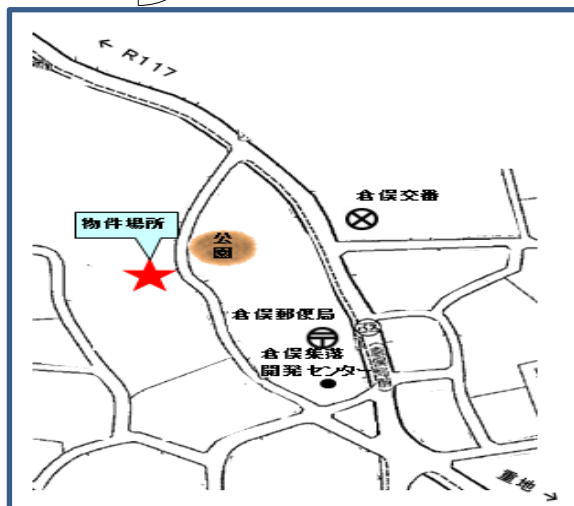 ← R117
倉俣交番
物件場所
公
園
倉俣郵便局
倉俣集落
開発センター
重地 →